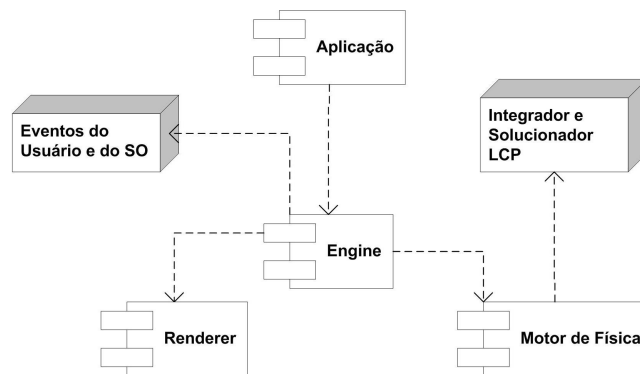 Aplicação
Eventos do
Usuário e do SO
Integrador e
Solucionador
LCP
Engine
Renderer
Motor de Física